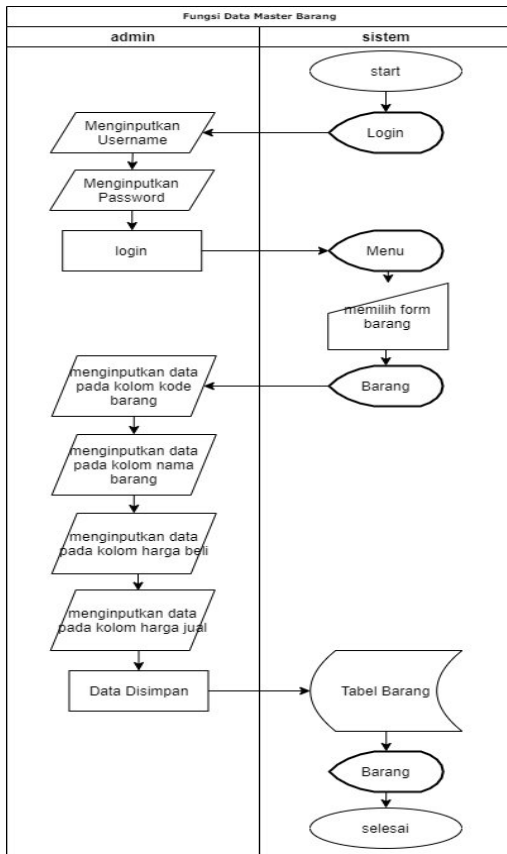 Fungsi Data Master Barang
admin
sistem
start
Login
Menginputkan
Username
Menginputkan
Password
login
Menu
memilih form
barang
Barang
menginputkan data
pada kolom kode
barang
menginputkan data
pada kolom nama
barang
menginputkan data
pada kolom harga beli
menginputkan data
pada kolom harga jual
Data Disimpan
Tabel Barang
Barang
selesai